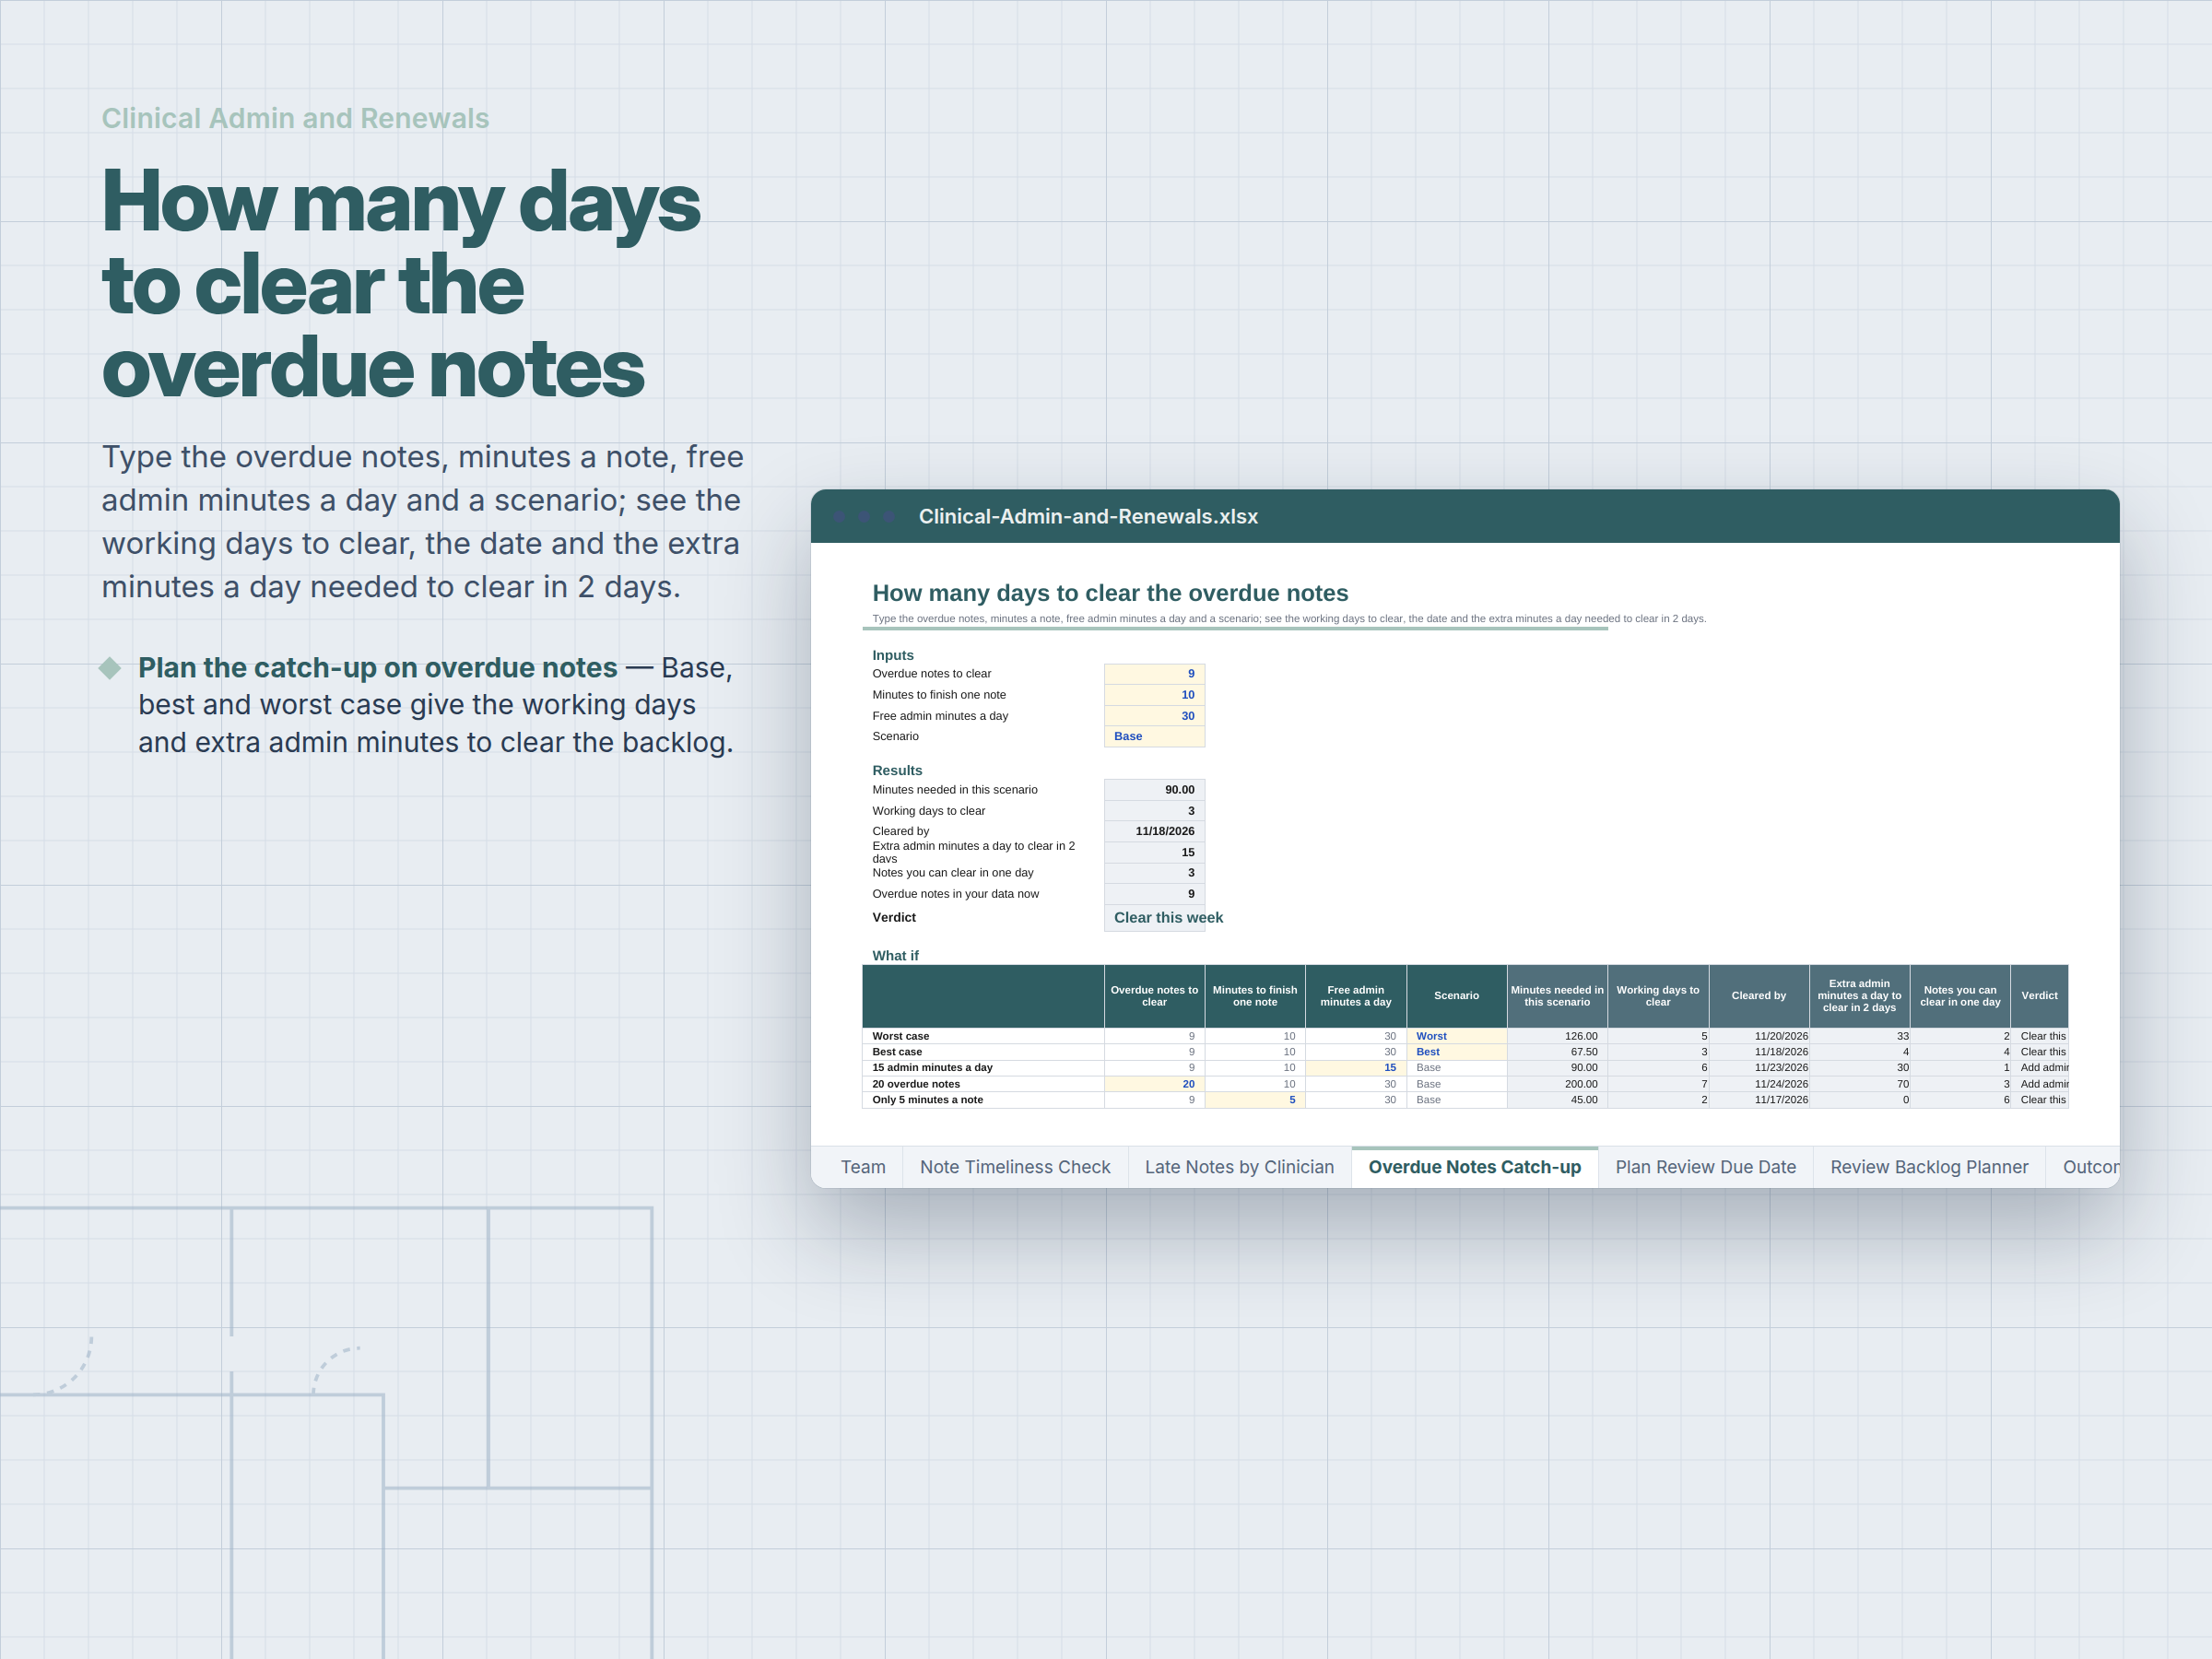 Clinical Admin and Renewals
How many days
to clear the
overdue notes
Type the overdue notes, minutes a note, free
admin minutes a day and a scenario; see the
working days to clear, the date and the extra
minutes a day needed to clear in 2 days.
Plan the catch-up on overdue notes — Base,
best and worst case give the working days
and extra admin minutes to clear the backlog.
Clinical-Admin-and-Renewals.xlsx
How many days to clear the overdue notes
Type the overdue notes, minutes a note, free admin minutes a day and a scenario; see the working days to clear, the date and the extra minutes a day needed to clear in 2 days.
Inputs
Overdue notes to clear 9
Minutes to finish one note 10
Free admin minutes a day 30
Scenario Base
Results
Minutes needed in this scenario 90.00
Working days to clear 3
Cleared by 11/18/2026
Extra admin minutes a day to clear in 2
days 15
Notes you can clear in one day 3
Overdue notes in your data now 9
Verdict Clear this week
What if
Overdue notes to clear Minutes to finish one note Free admin minutes a day Scenario Minutes needed in this scenario Working days to clear Cleared by Extra admin minutes a day to clear in 2 days Notes you can clear in one day Verdict
Worst case 9 10 30 Worst 126.00 5 11/20/2026 33 2 Clear this
Best case 9 10 30 Best 67.50 3 11/18/2026 4 4 Clear this
15 admin minutes a day 9 10 15 Base 90.00 6 11/23/2026 30 1 Add admin
20 overdue notes 20 10 30 Base 200.00 7 11/24/2026 70 3 Add admin
Only 5 minutes a note 9 5 30 Base 45.00 2 11/17/2026 0 6 Clear this
Team Note Timeliness Check Late Notes by Clinician Overdue Notes Catch-up Plan Review Due Date Review Backlog Planner